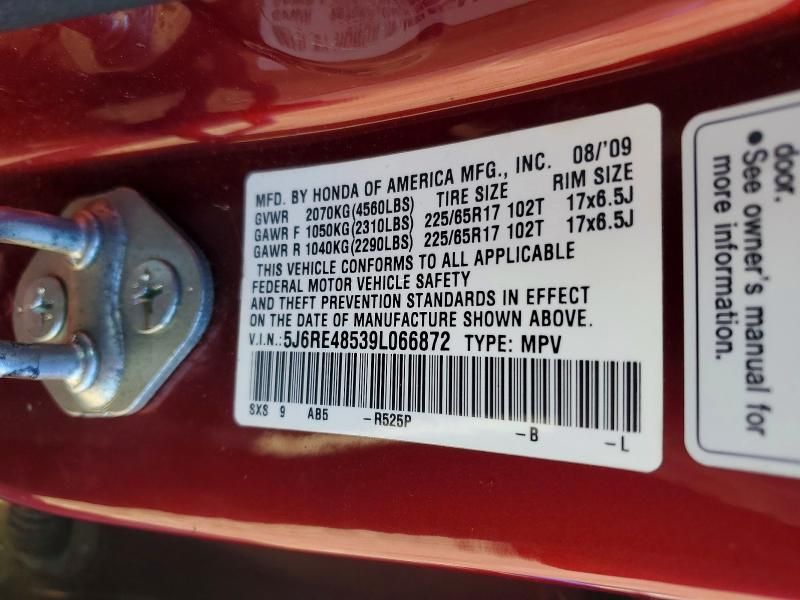 MFD. BY HONDA OF AMERICA MFG., INC. 08/'09
GVWR 2070KG(4560LBS) TIRE SIZE RIM SIZE
GAWR F 1050KG(2310LBS) 225/65R17 102T 17x6.5J
GAWR R 1040KG(2290LBS) 225/65R17 102T 17x6.5J
THIS VEHICLE CONFORMS TO ALL APPLICABLE
FEDERAL MOTOR VEHICLE SAFETY
AND THEFT PREVENTION STANDARDS IN EFFECT
ON THE DATE OF MANUFACTURE SHOWN ABOVE.
V.I.N.:5J6RE48539L066872 TYPE: MPV
SXS 9 AB5 -R525P -B -L
door.
•See owner's manual for
more information.